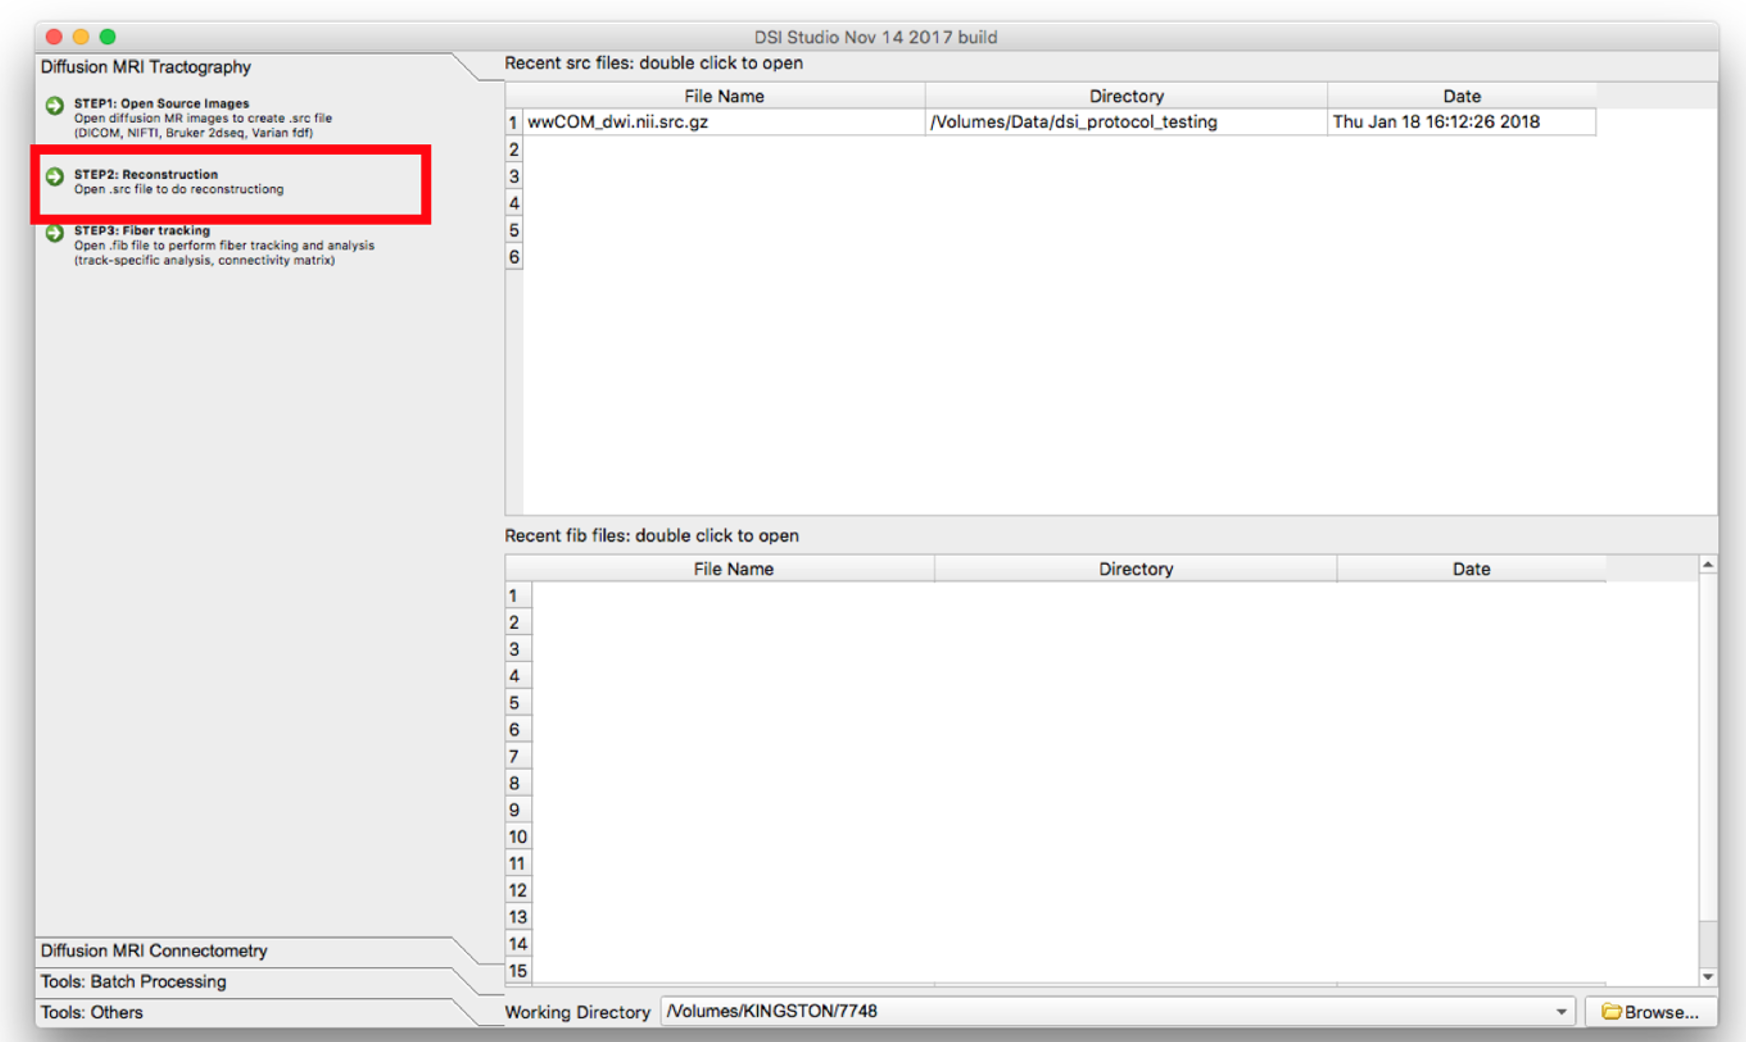 DSI Studio Nov 14 2017 build
Diffusion MRI Tractography
STEP1: Open Source Images
Open diffusion MR images to create .src file
(DICOM, NIFTI, Bruker 2dseq, Varian fdf)
STEP2: Reconstruction
Open .src file to do reconstructiong
STEP3: Fiber tracking
Open .fib file to perform fiber tracking and analysis
(track-specific analysis, connectivity matrix)
Diffusion MRI Connectometry
Tools: Batch Processing
Tools: Others
Recent src files: double click to open
File Name Directory Date
1 wwCOM_dwi.nii.src.gz /Volumes/Data/dsi_protocol_testing Thu Jan 18 16:12:26 2018
2
3
4
5
6
Recent fib files: double click to open
File Name Directory Date
1
2
3
4
5
6
7
8
9
10
11
12
13
14
15
Working Directory /Volumes/KINGSTON/7748 Browse...